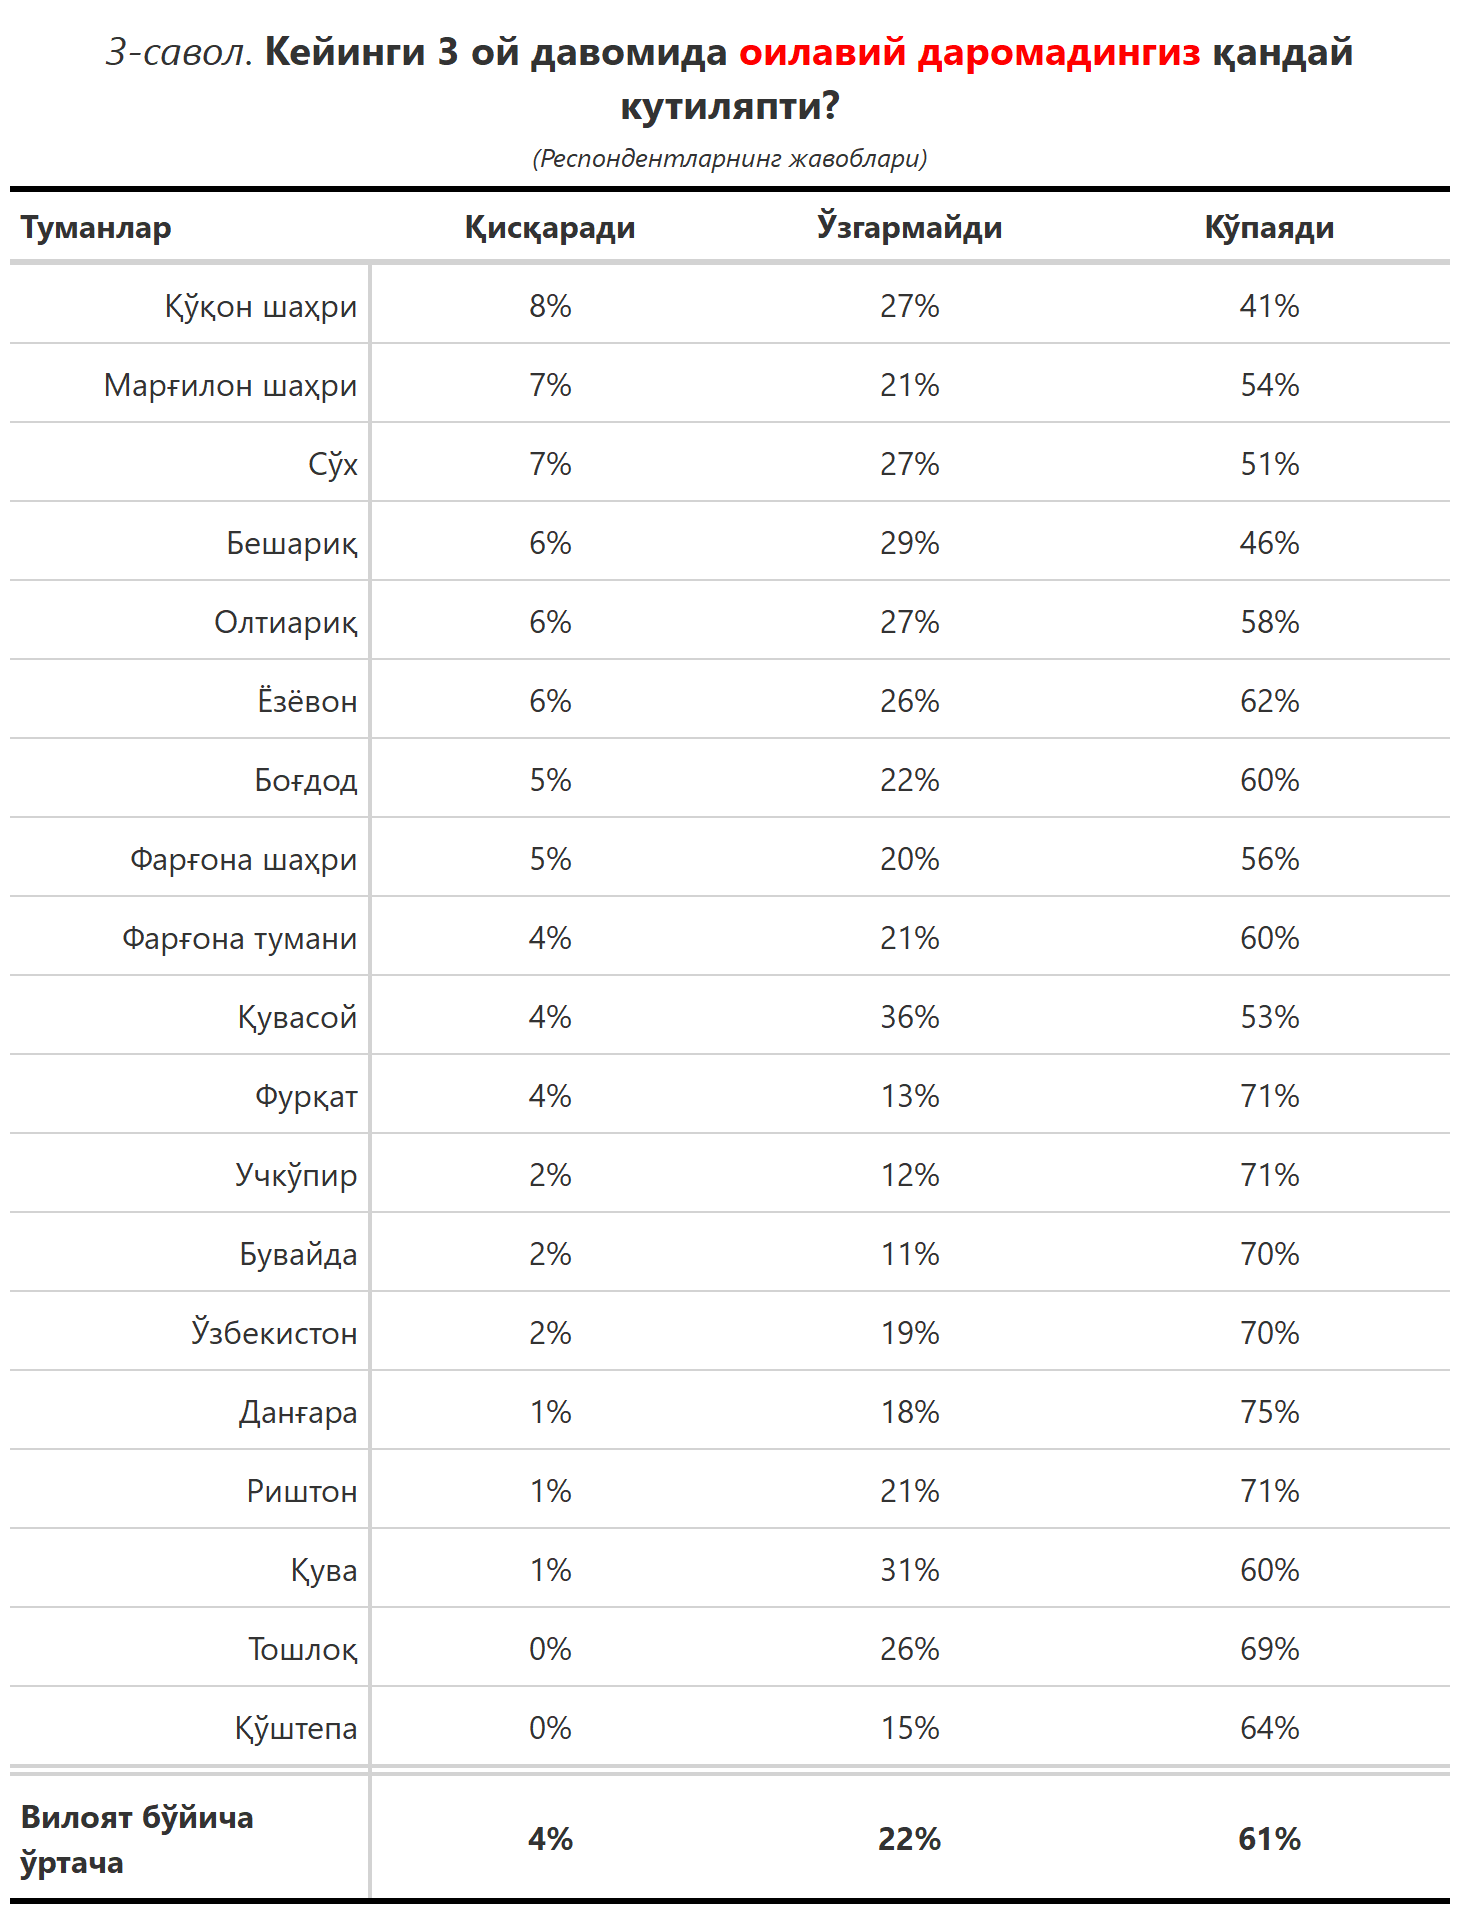 3-савол. Кейинги 3 ой давомида оилавий даромадингиз қандай
кутиляпти?
(Респондентларнинг жавоблари)
Туманлар Қисқаради Ўзгармайди Кўпаяди
Қўқон шаҳри 8% 27% 41%
Марғилон шаҳри 7% 21% 54%
Сўх 7% 27% 51%
Бешариқ 6% 29% 46%
Олтиариқ 6% 27% 58%
Ёзёвон 6% 26% 62%
Боғдод 5% 22% 60%
Фарғона шаҳри 5% 20% 56%
Фарғона тумани 4% 21% 60%
Қувасой 4% 36% 53%
Фурқат 4% 13% 71%
Учкўпир 2% 12% 71%
Бувайда 2% 11% 70%
Ўзбекистон 2% 19% 70%
Данғара 1% 18% 75%
Риштон 1% 21% 71%
Қува 1% 31% 60%
Тошлоқ 0% 26% 69%
Қўштепа 0% 15% 64%
Вилоят бўйича
ўртача 4% 22% 61%